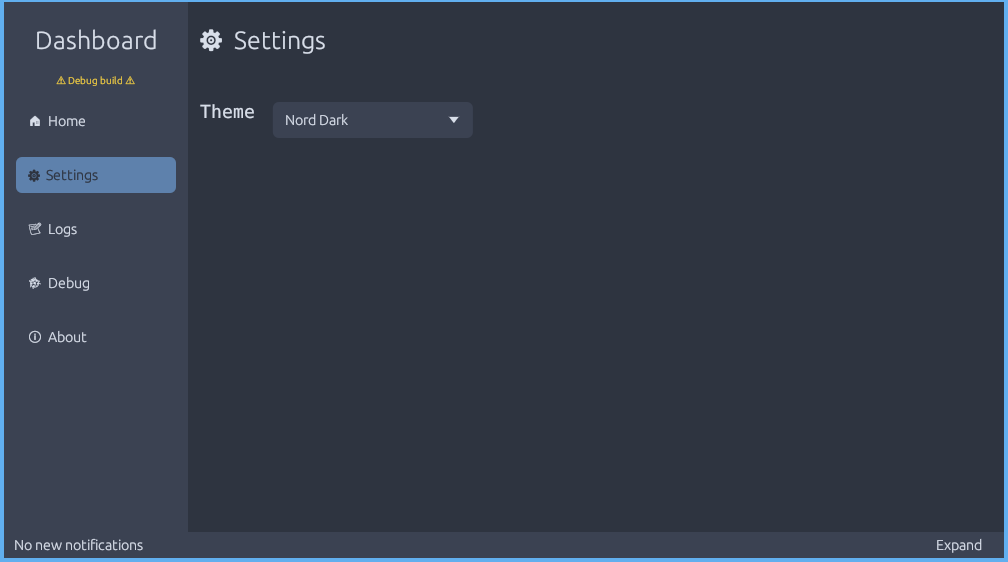 Dashboard
⚠ Debug build ⚠
Home
Settings
Logs
Debug
About
Settings
Theme
Nord Dark
No new notifications
Expand